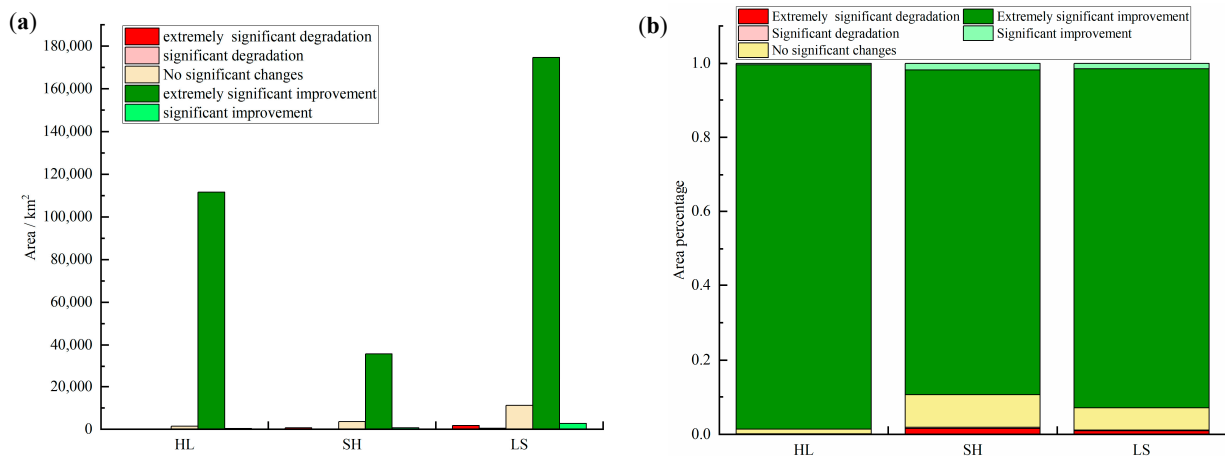 (a)
extremely  significant degradation
significant degradation
No significant changes
extremely significant improvement
significant improvement
180,000
160,000
140,000
120,000
100,000
80,000
60,000
40,000
20,000
0
Area / km²
HL SH LS
(b)
Extremely  significant degradation Extremely significant improvement
Significant degradation Significant improvement
No significant changes
1.0
0.8
0.6
0.4
0.2
0.0
Area percentage
HL SH LS